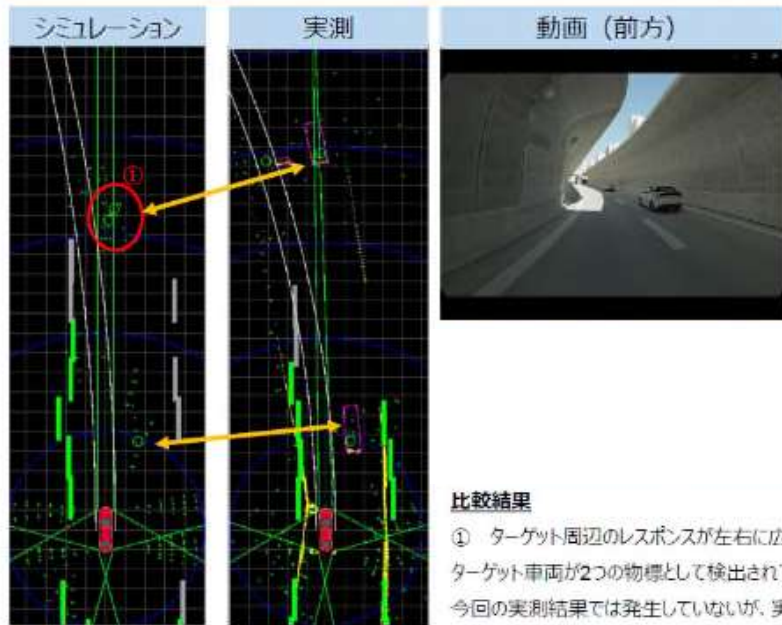 シミュレーション
実測
動画（前方）
①
比較結果
① ターゲット周辺のレスポンスが左右に
ターゲット車両が2つの物標として検出され
今回の実測結果では発生していないが、実